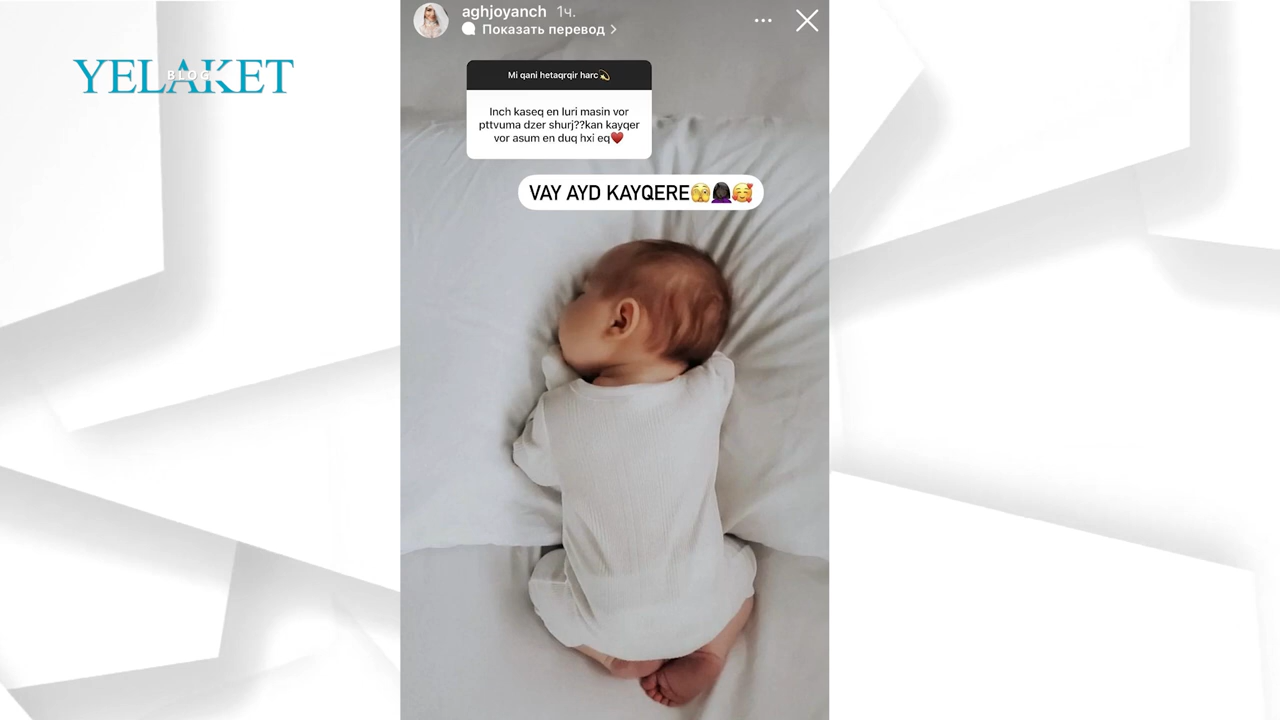 YELAKET
BLOG
aghjoyanch 1ч.
Показать перевод >
Mi qani hetaqrqir harc💫
Inch kaseq en luri masin vor
pttvuma dzer shurj??kan kayqer
vor asum en duq hxi eq♥️
VAY AYD KAYQERE🫣🤦🏿‍♀️🥰